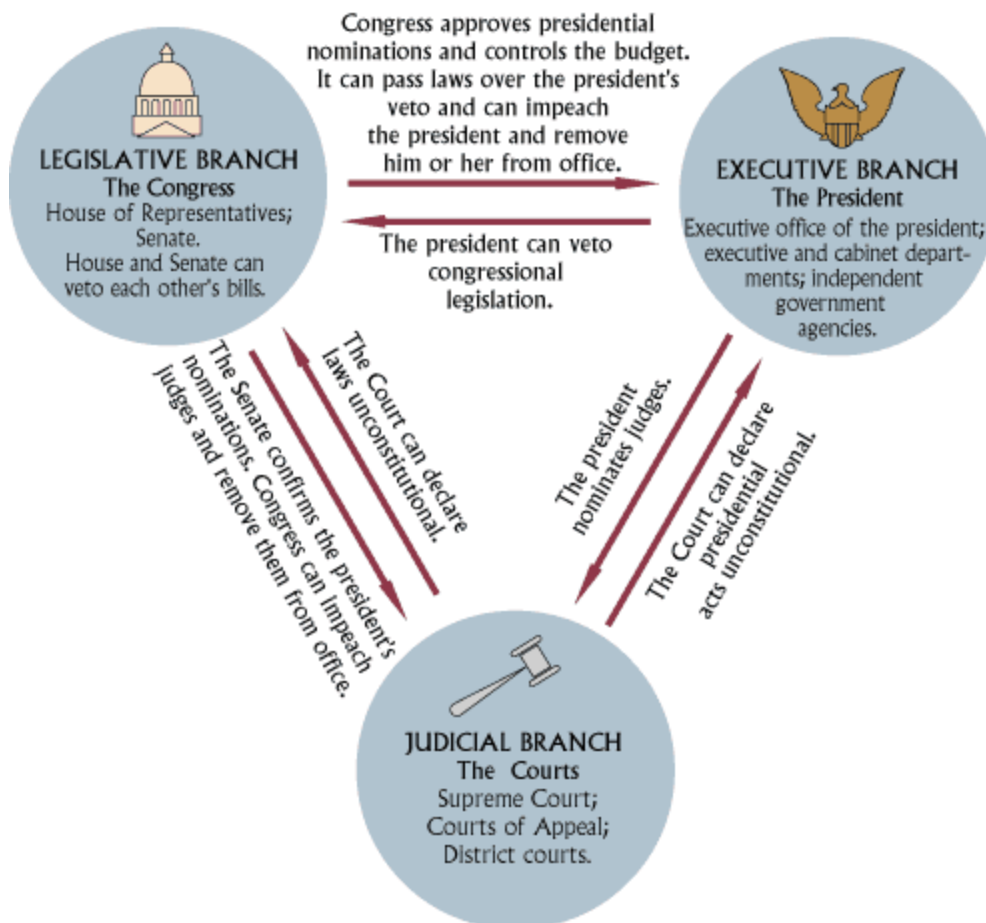 Congress approves presidential
nominations and controls the budget.
It can pass laws over the president's
veto and can impeach
the president and remove
him or her from office.
LEGISLATIVE BRANCH
The Congress
House of Representatives;
Senate.
House and Senate can
veto each other's bills.
EXECUTIVE BRANCH
The President
Executive office of the president;
executive and cabinet depart-
ments; independent
government
agencies.
The president can veto
congressional
legislation.
The Senate confirms the president's
nominations. Congress can impeach
judges and remove them from office.
The Court can declare
laws unconstitutional.
The president
nominates judges.
The Court can declare
presidential
acts unconstitutional.
JUDICIAL BRANCH
The Courts
Supreme Court;
Courts of Appeal;
District courts.